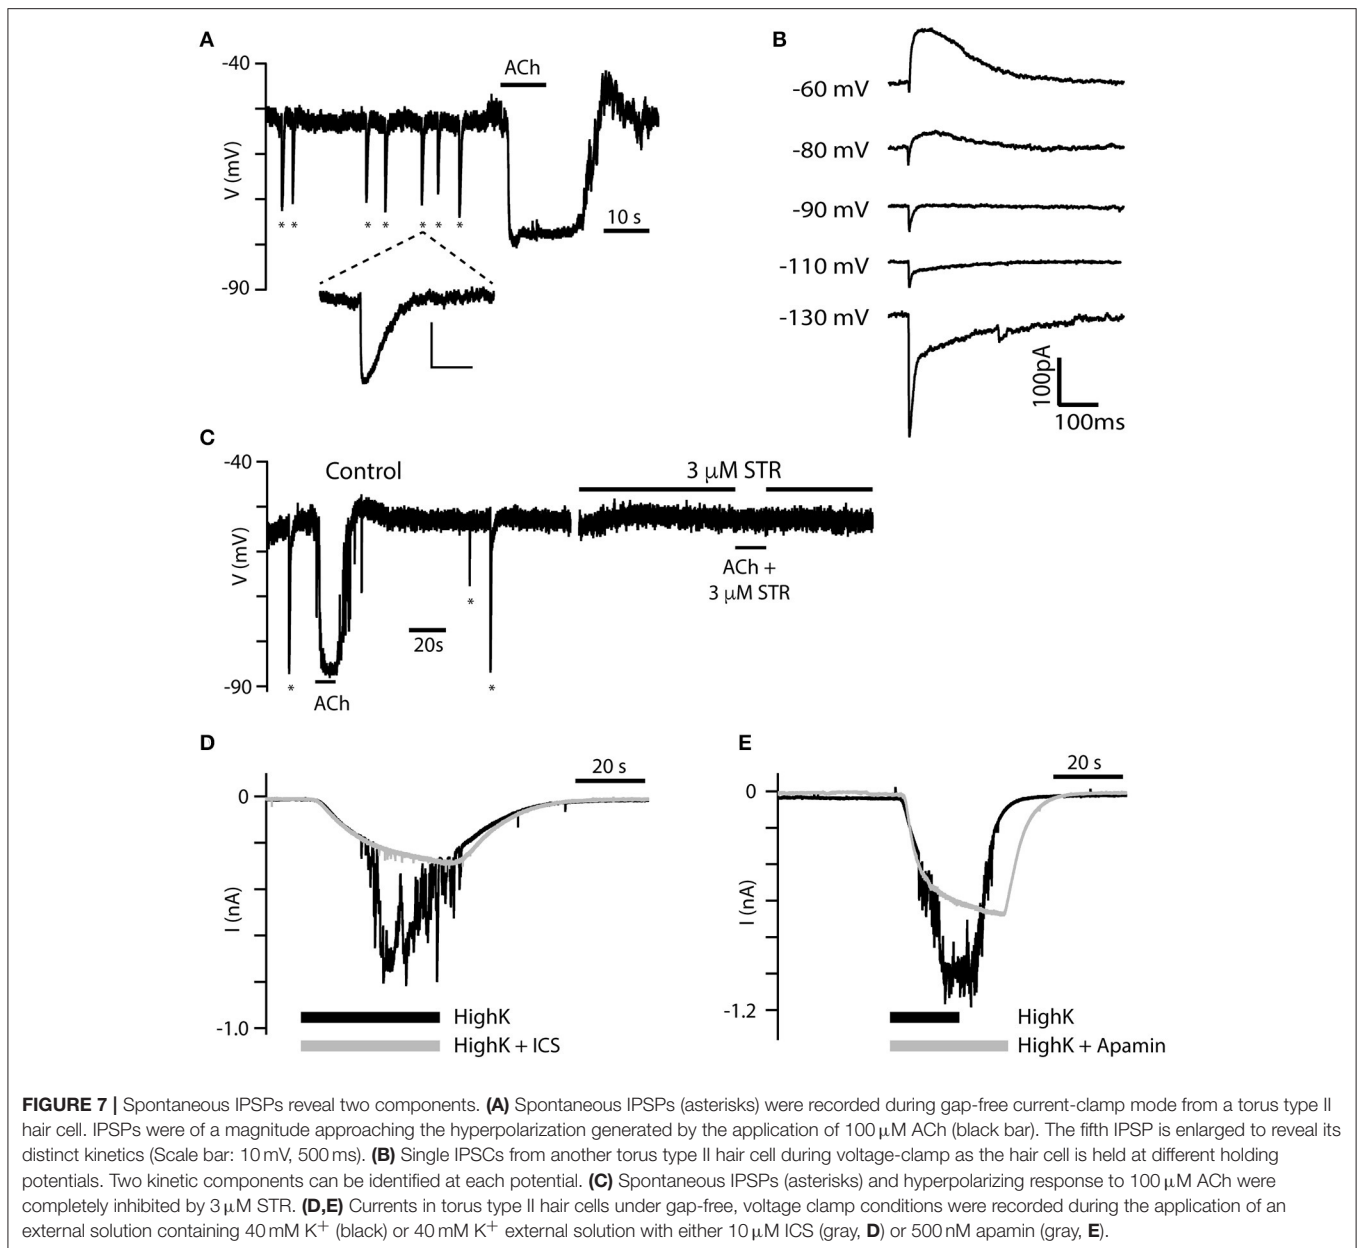 A
-40
ACh
V (mV)
* * * * * * *
10 s
-90
B
-60 mV
-80 mV
-90 mV
-110 mV
-130 mV
100pA
100ms
C
-40
Control
3 μM STR
V (mV)
*
ACh +
3 μM STR
20s
-90
* *
ACh
D
20 s
0
I (nA)
-1.0
HighK
HighK + ICS
E
20 s
0
I (nA)
-1.2
HighK
HighK + Apamin
FIGURE 7 | Spontaneous IPSPs reveal two components. (A) Spontaneous IPSPs (asterisks) were recorded during gap-free current-clamp mode from a torus type II
hair cell. IPSPs were of a magnitude approaching the hyperpolarization generated by the application of 100 μM ACh (black bar). The fifth IPSP is enlarged to reveal its
distinct kinetics (Scale bar: 10 mV, 500 ms). (B) Single IPSCs from another torus type II hair cell during voltage-clamp as the hair cell is held at different holding
potentials. Two kinetic components can be identified at each potential. (C) Spontaneous IPSPs (asterisks) and hyperpolarizing response to 100 μM ACh were
completely inhibited by 3 μM STR. (D,E) Currents in torus type II hair cells under gap-free, voltage clamp conditions were recorded during the application of an
external solution containing 40 mM K⁺ (black) or 40 mM K⁺ external solution with either 10 μM ICS (gray, D) or 500 nM apamin (gray, E).